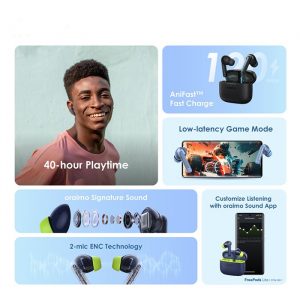 40-hour Playtime
AniFast™
Fast Charge
Low-latency Game Mode
oraimo Signature Sound
Customize Listening
with oraimo Sound App
2-mic ENC Technology
FreePods